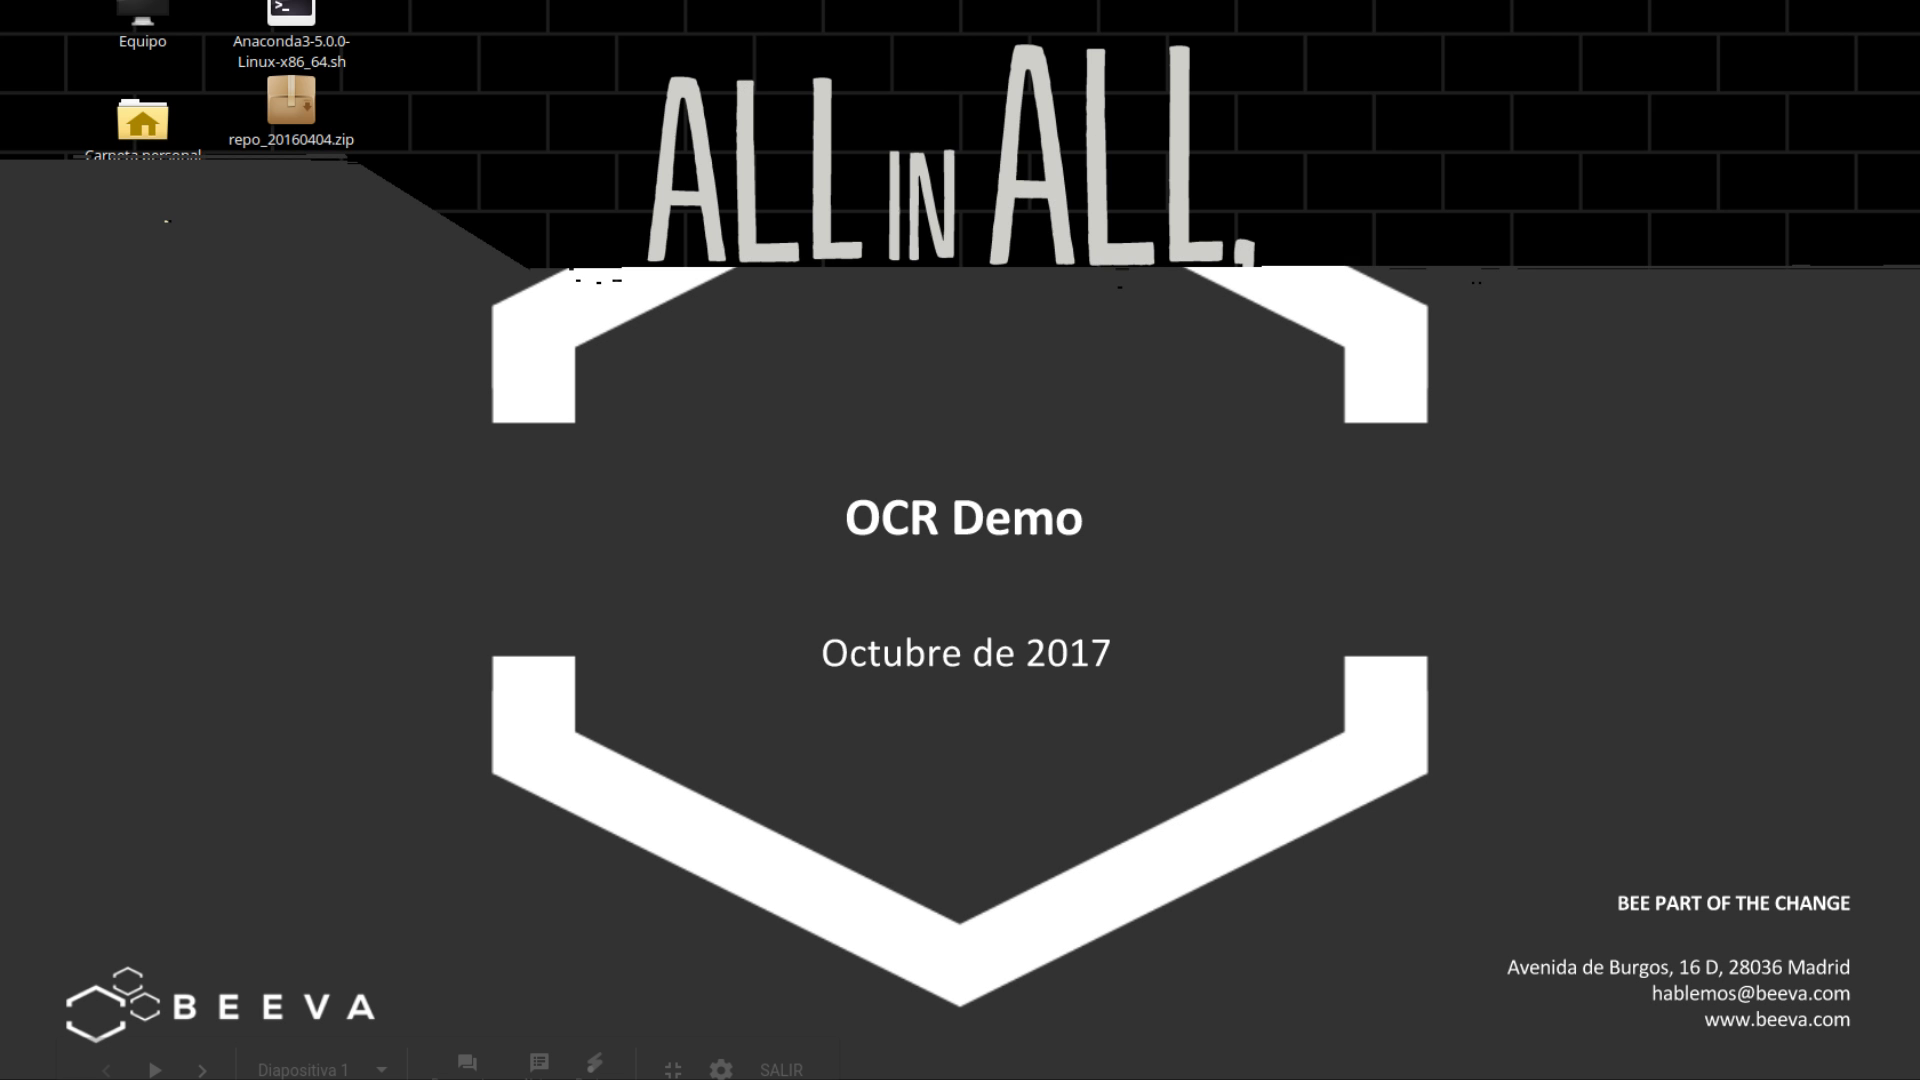 Equipo
Anaconda3-5.0.0-
Linux-x86_64.sh
repo_20160404.zip
Carpeta personal
ALL IN ALL,
OCR Demo
Octubre de 2017
BEE PART OF THE CHANGE
Avenida de Burgos, 16 D, 28036 Madrid
hablemos@beeva.com
www.beeva.com
BEEVA
Diapositiva 1
SALIR